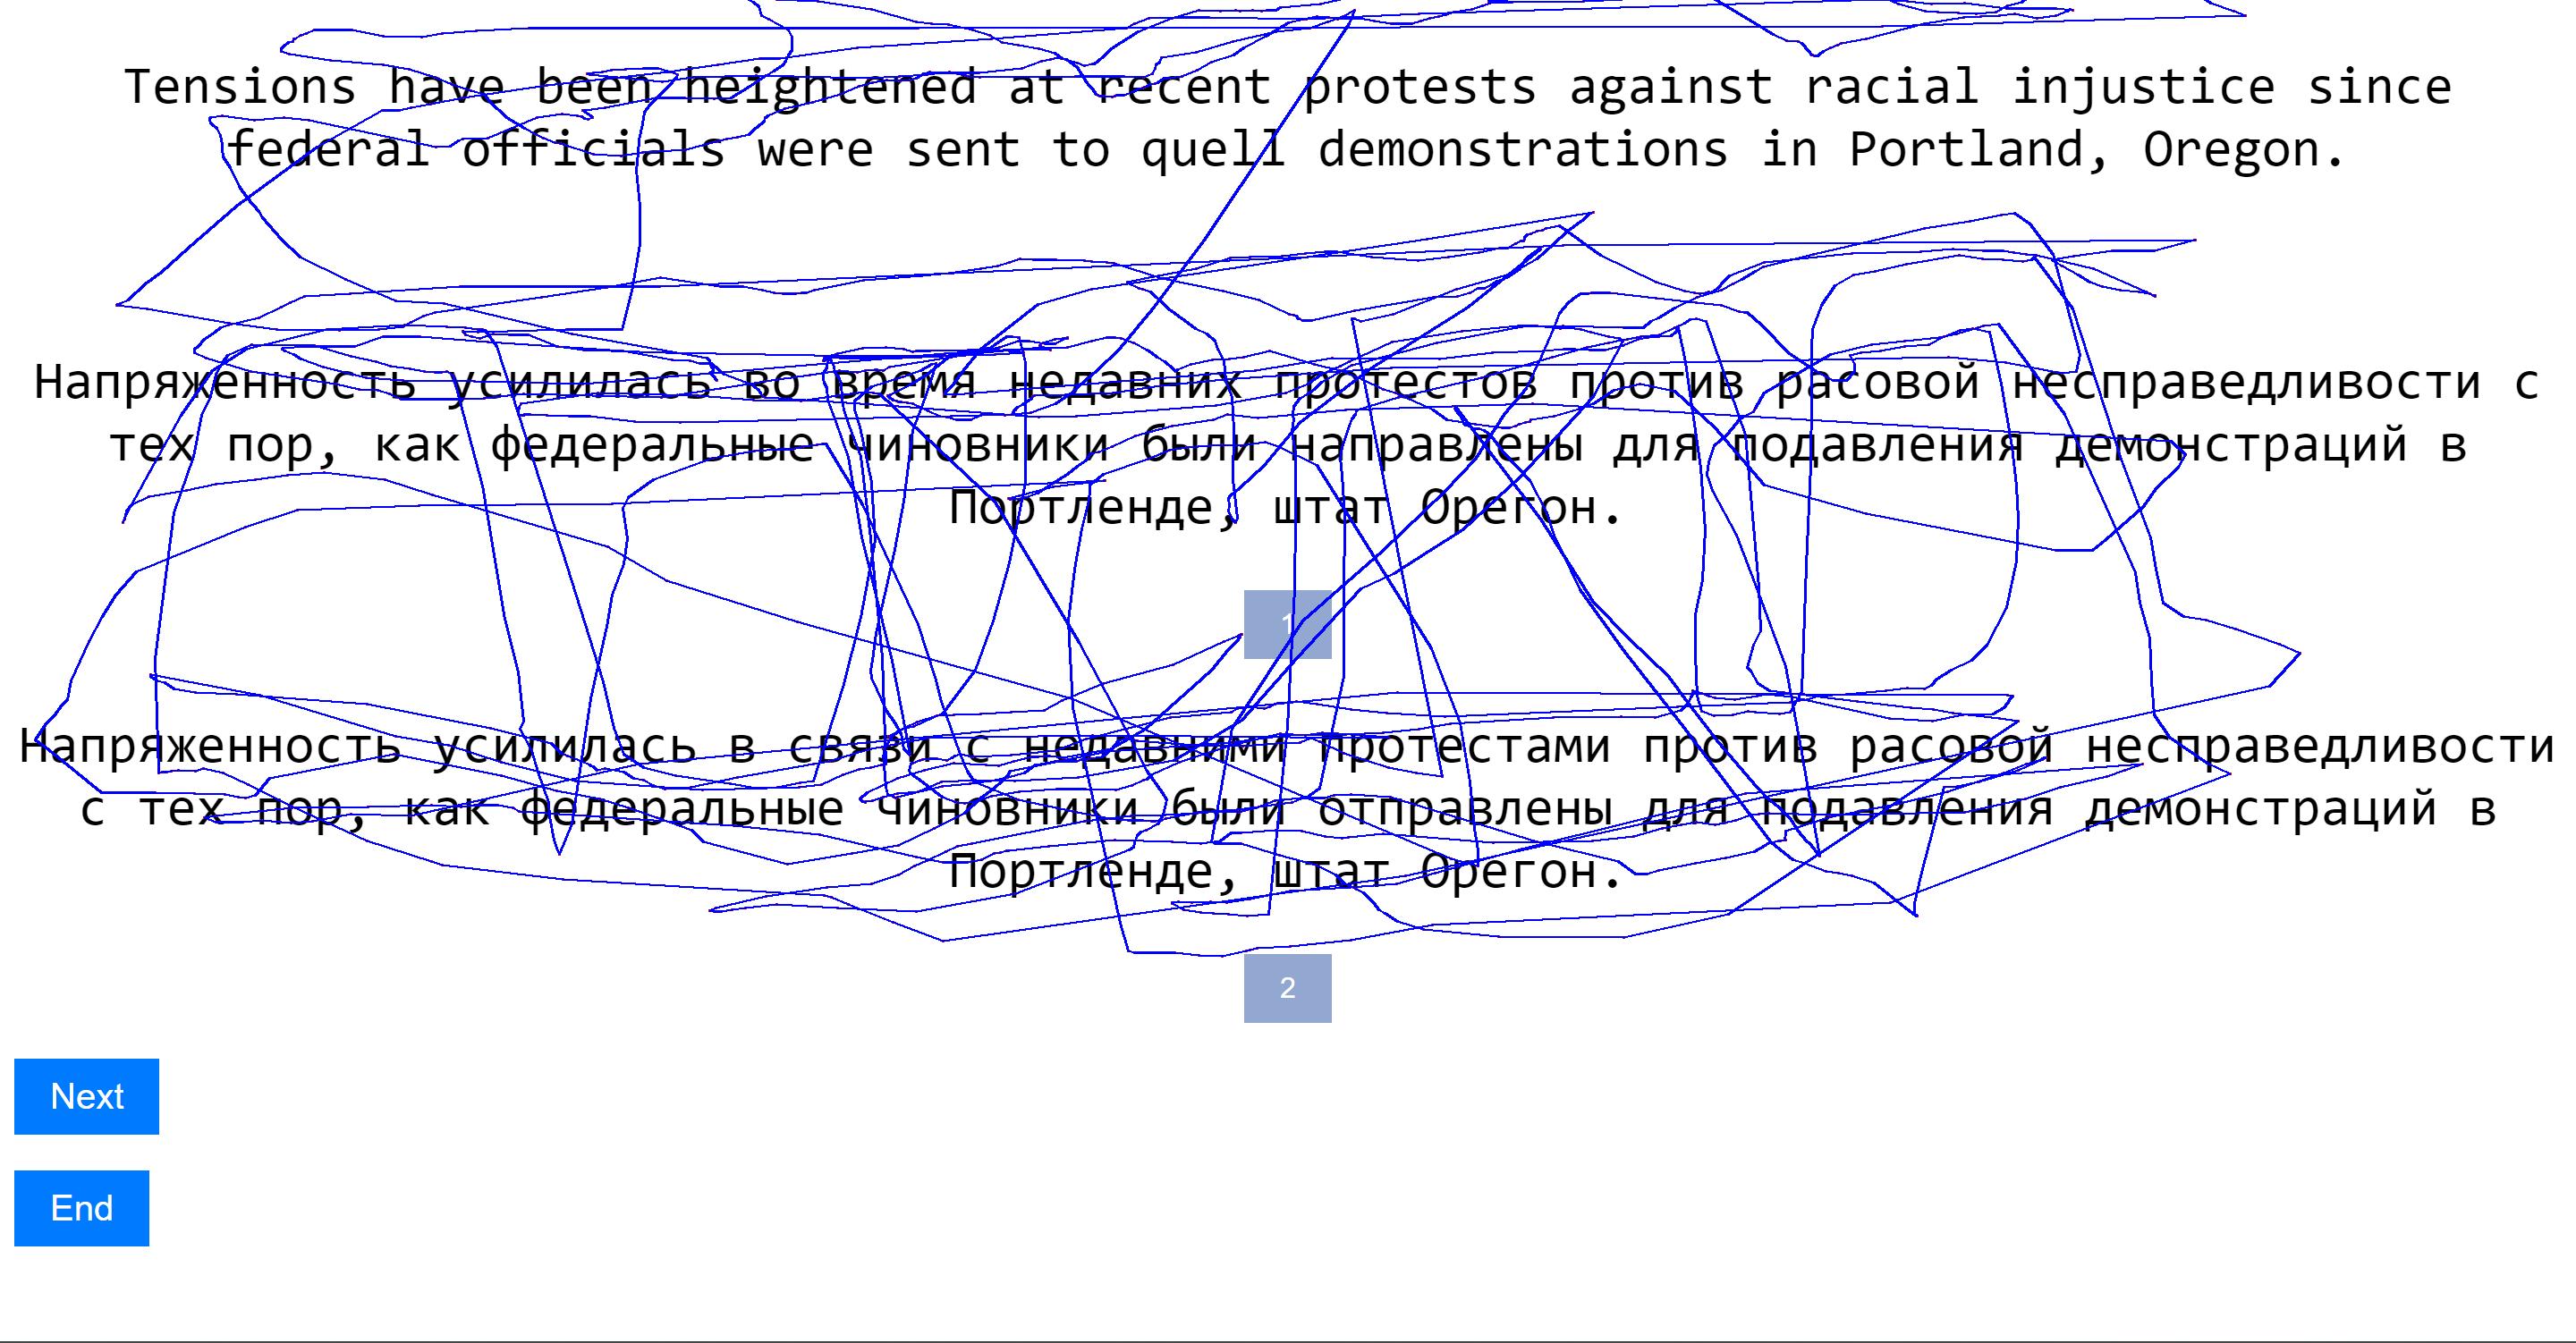 Tensions have been heightened at recent protests against racial injustice since
federal officials were sent to quell demonstrations in Portland, Oregon.
Напряженность усилилась во время недавних протестов против расовой несправедливости с
тех пор, как федеральные чиновники были направлены для подавления демонстраций в
Портленде, штат Орегон.
1
Напряженность усилилась в связи с недавними протестами против расовой несправедливости
с тех пор, как федеральные чиновники были отправлены для подавления демонстраций в
Портленде, штат Орегон.
2
Next
End